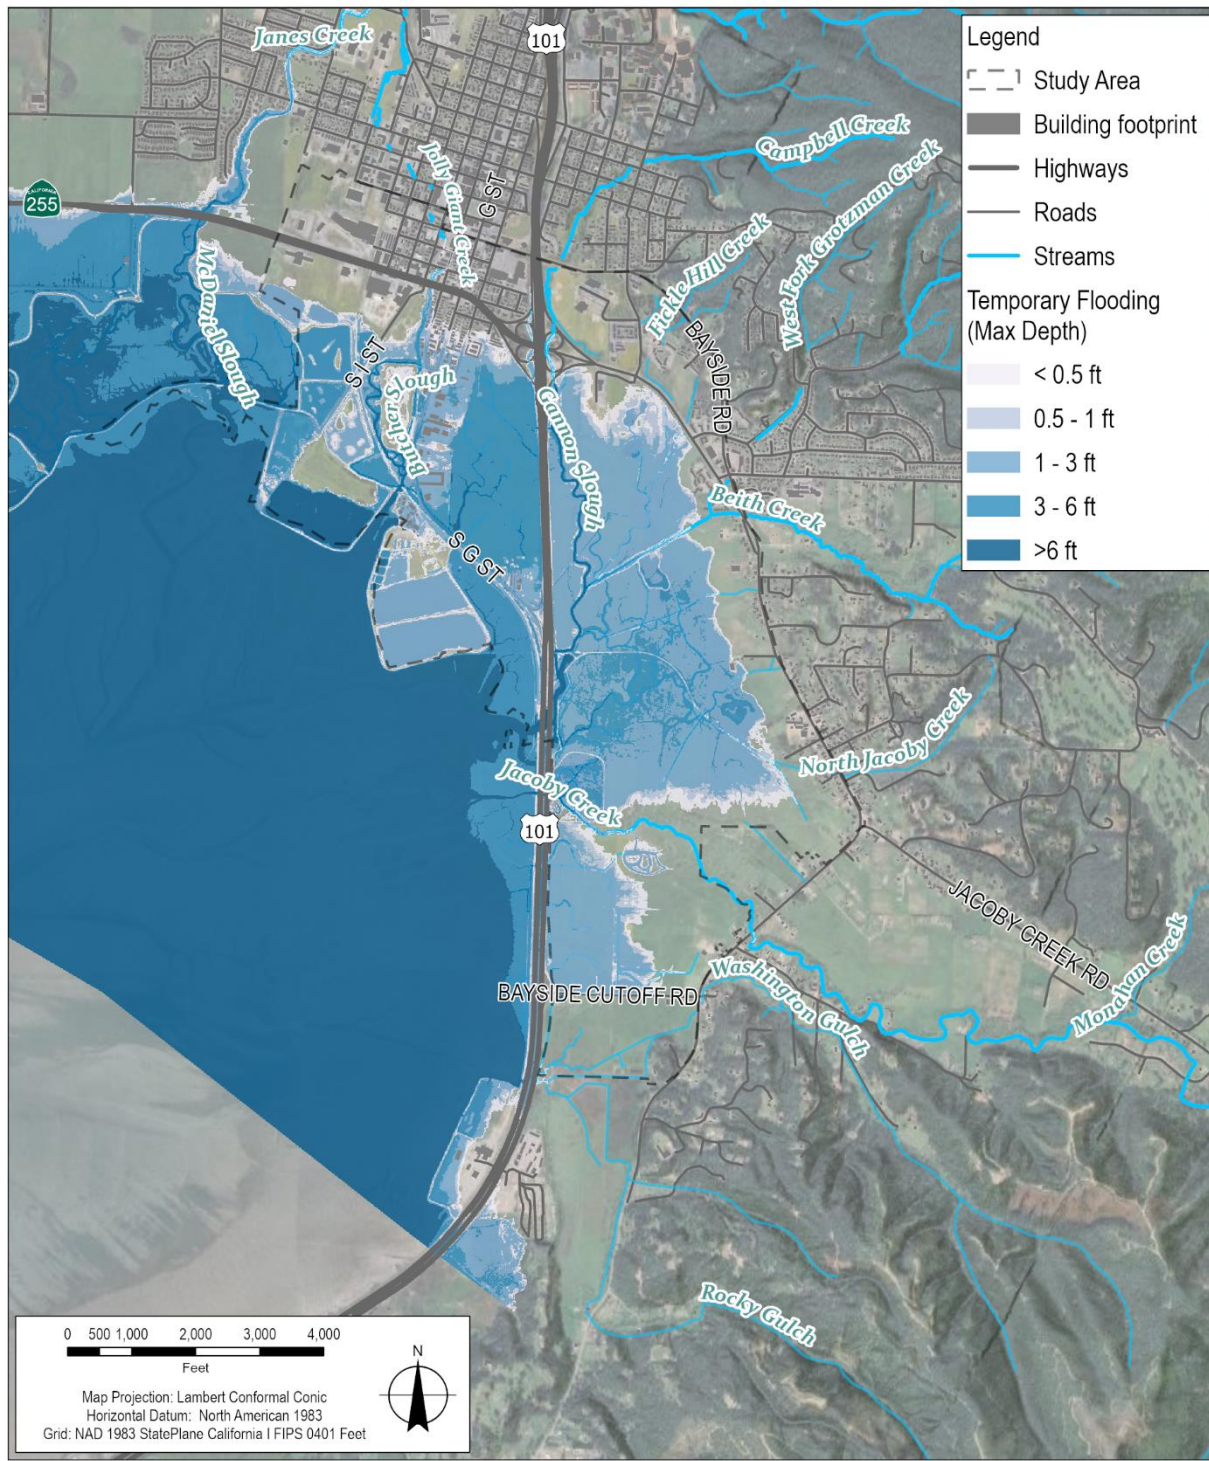 Janes Creek
101
Legend
Study Area
Building footprint
Highways
Roads
Streams
Temporary Flooding
(Max Depth)
< 0.5 ft
0.5 - 1 ft
1 - 3 ft
3 - 6 ft
>6 ft
Campbell Creek
Jolly Giant Creek
G ST
West Fork Grotzman Creek
CALIFORNIA
255
Fickle Hill Creek
McDaniel Slough
BAYSIDE RD
S I ST
Butchers Slough
Gannon Slough
Beith Creek
S G ST
North Jacoby Creek
Jacoby Creek
101
JACOBY CREEK RD
Monahan Creek
Washington Gulch
BAYSIDE CUTOFF RD
Rocky Gulch
0 500 1,000 2,000 3,000 4,000
Feet
N
Map Projection: Lambert Conformal Conic
Horizontal Datum: North American 1983
Grid: NAD 1983 StatePlane California I FIPS 0401 Feet